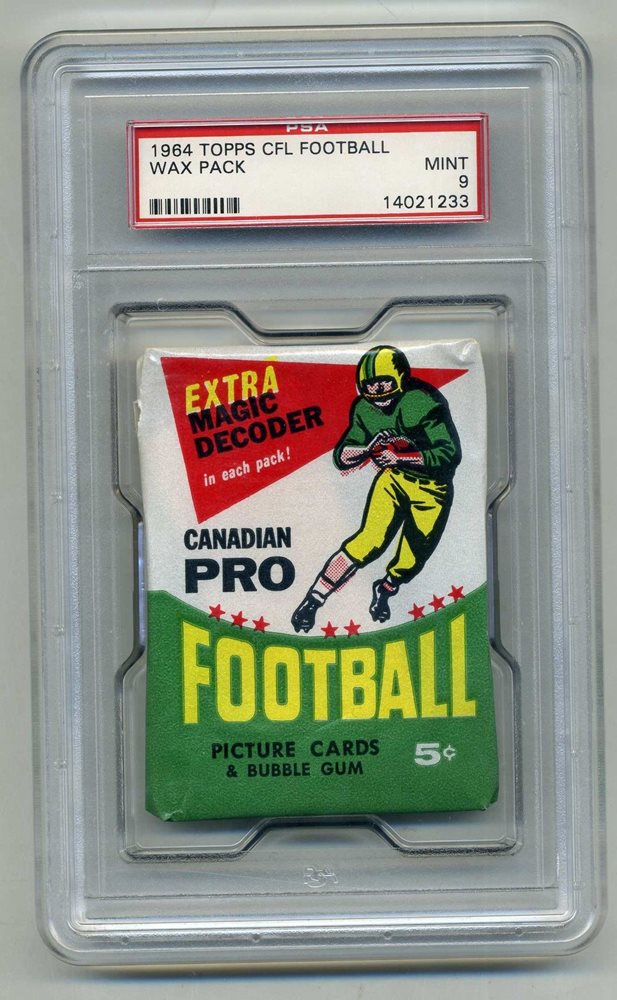 PSA
1964 TOPPS CFL FOOTBALL
WAX PACK
MINT
9
14021233
EXTRA
MAGIC
DECODER
in each pack!
CANADIAN
PRO
FOOTBALL
PICTURE CARDS
& BUBBLE GUM
5¢
PSA